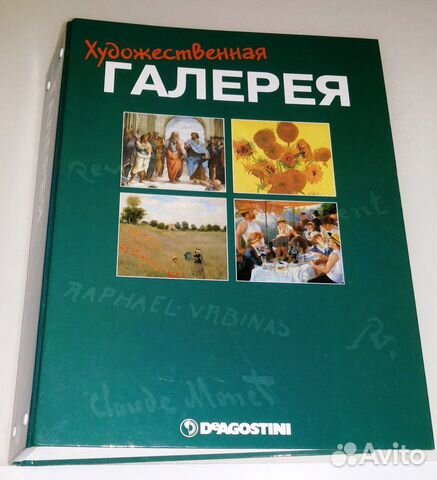 Художественная
ГАЛЕРЕЯ
RAPHAEL·VRBINAS
Claude Monet
DeAGOSTINI
Avito